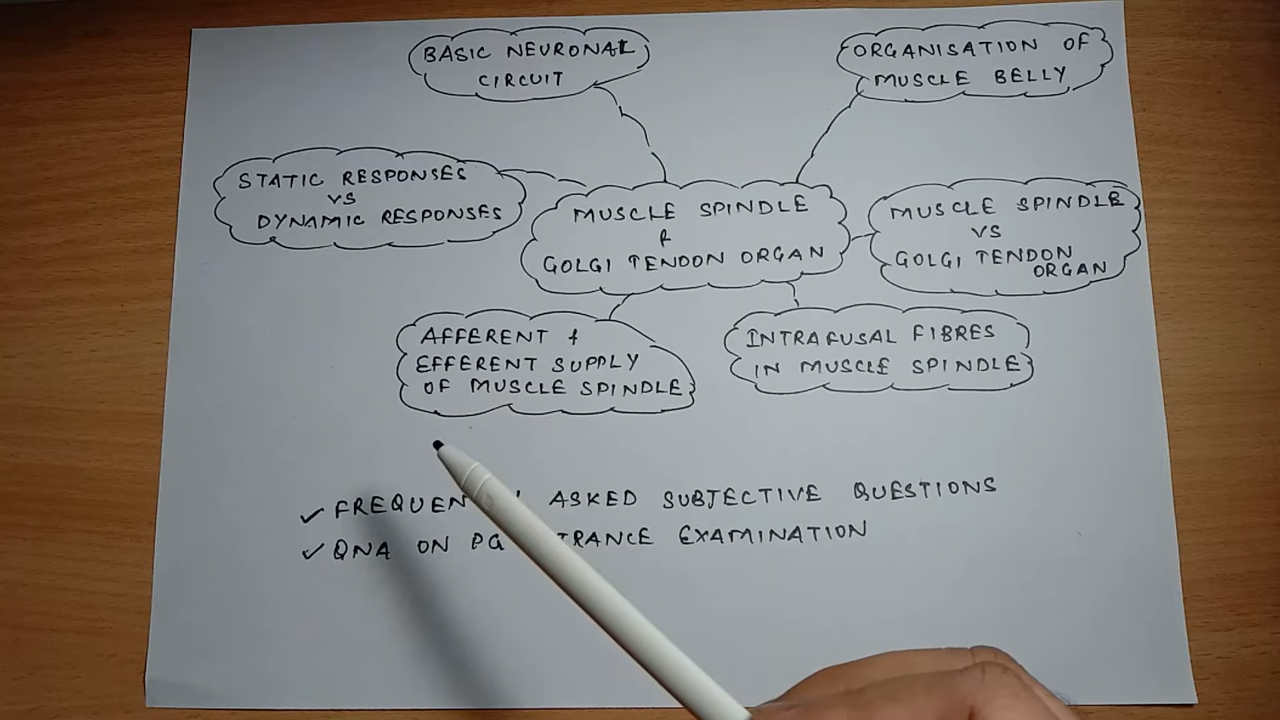 BASIC NEURONAL
CIRCUIT
ORGANISATION OF
MUSCLE BELLY
STATIC RESPONSES
VS
DYNAMIC RESPONSES
MUSCLE SPINDLE
&
GOLGI TENDON ORGAN
MUSCLE SPINDLE
VS
GOLGI TENDON
ORGAN
AFFERENT &
EFFERENT SUPPLY
OF MUSCLE SPINDLE
INTRAFUSAL FIBRES
IN MUSCLE SPINDLE
✓ ASKED SUBJECTIVE QUESTIONS
✓ QNA ON PG EXAMINATION